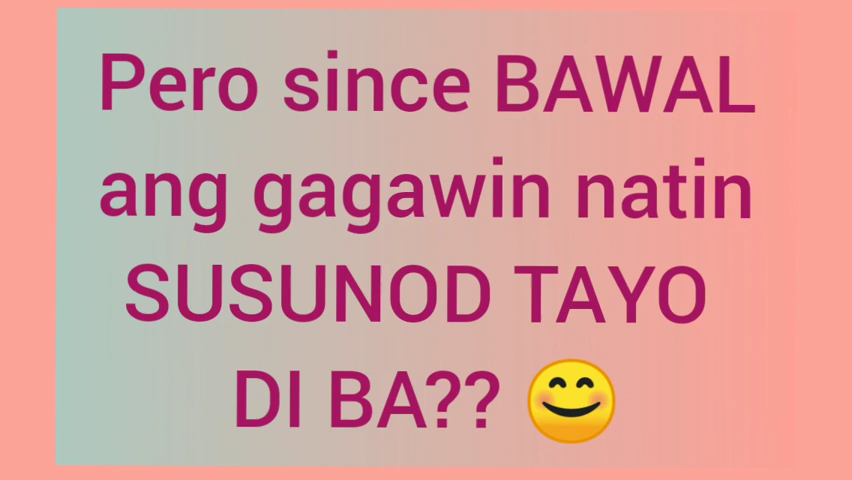 Pero since BAWAL
ang gagawin natin
SUSUNOD TAYO
DI BA?? 😊